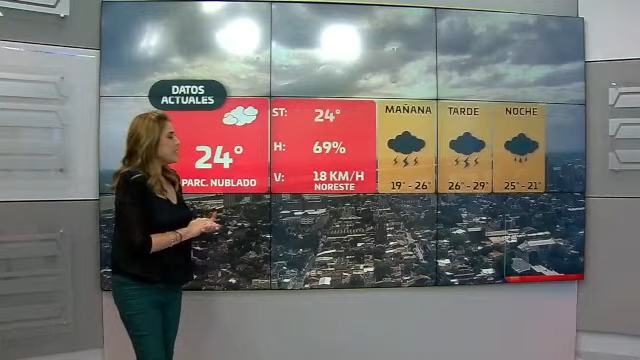 DATOS
ACTUALES
24°
PARC. NUBLADO
ST: 24°
H: 69%
V: 18 KM/H
NORESTE
MAÑANA
19° - 26°
TARDE
26° - 29°
NOCHE
25° - 21°